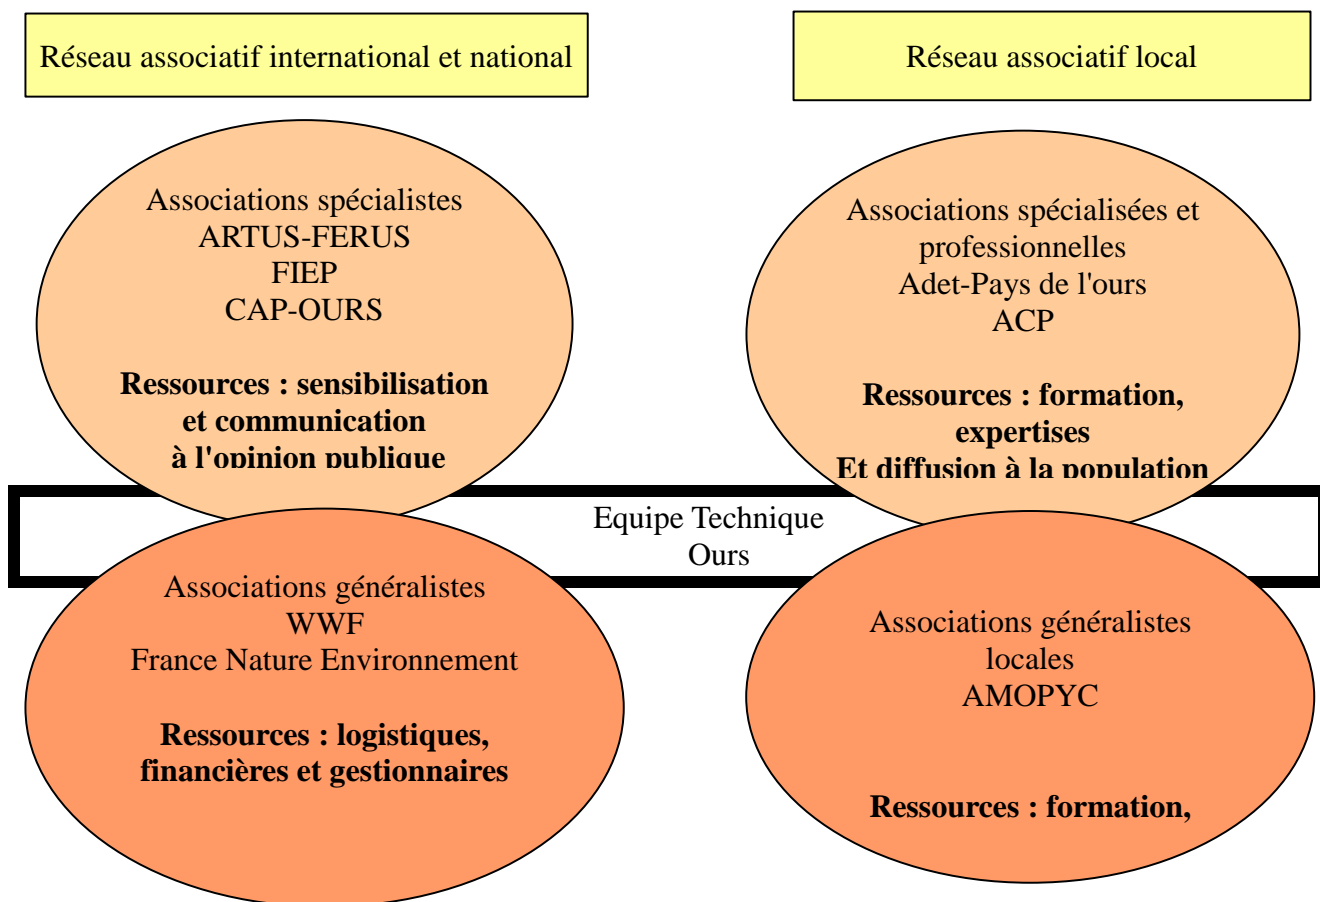 Réseau associatif international et national
Réseau associatif local
Associations spécialistes
ARTUS-FERUS
FIEP
CAP-OURS
Ressources : sensibilisation
et communication
à l'opinion publique
Associations spécialisées et
professionnelles
Adet-Pays de l'ours
ACP
Ressources : formation,
expertises
Et diffusion à la population
Equipe Technique
Ours
Associations généralistes
WWF
France Nature Environnement
Ressources : logistiques,
financières et gestionnaires
Associations généralistes
locales
AMOPYC
Ressources : formation,